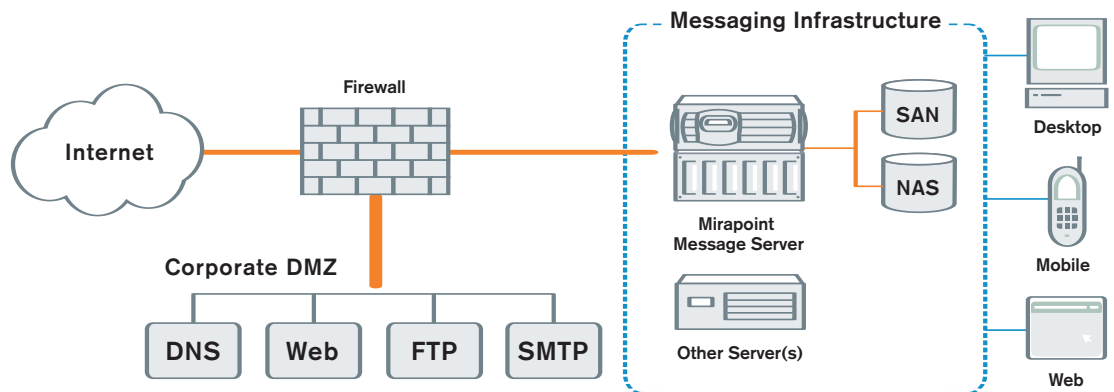 Messaging Infrastructure
Firewall
Internet
SAN
NAS
Mirapoint
Message Server
Other Server(s)
Corporate DMZ
DNS
Web
FTP
SMTP
Desktop
Mobile
Web